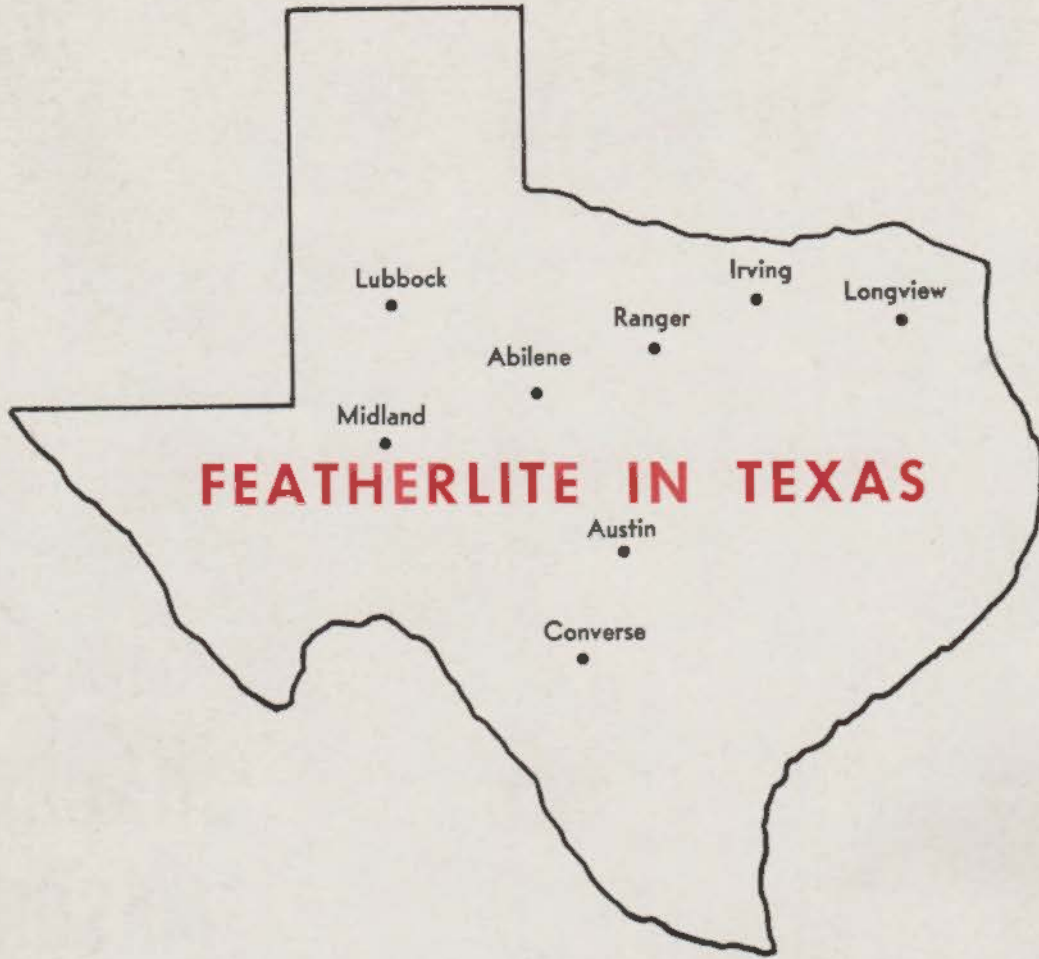 Irving
Lubbock
Longview
Ranger
Abilene
Midland
FEATHERLITE IN TEXAS
Austin
Converse